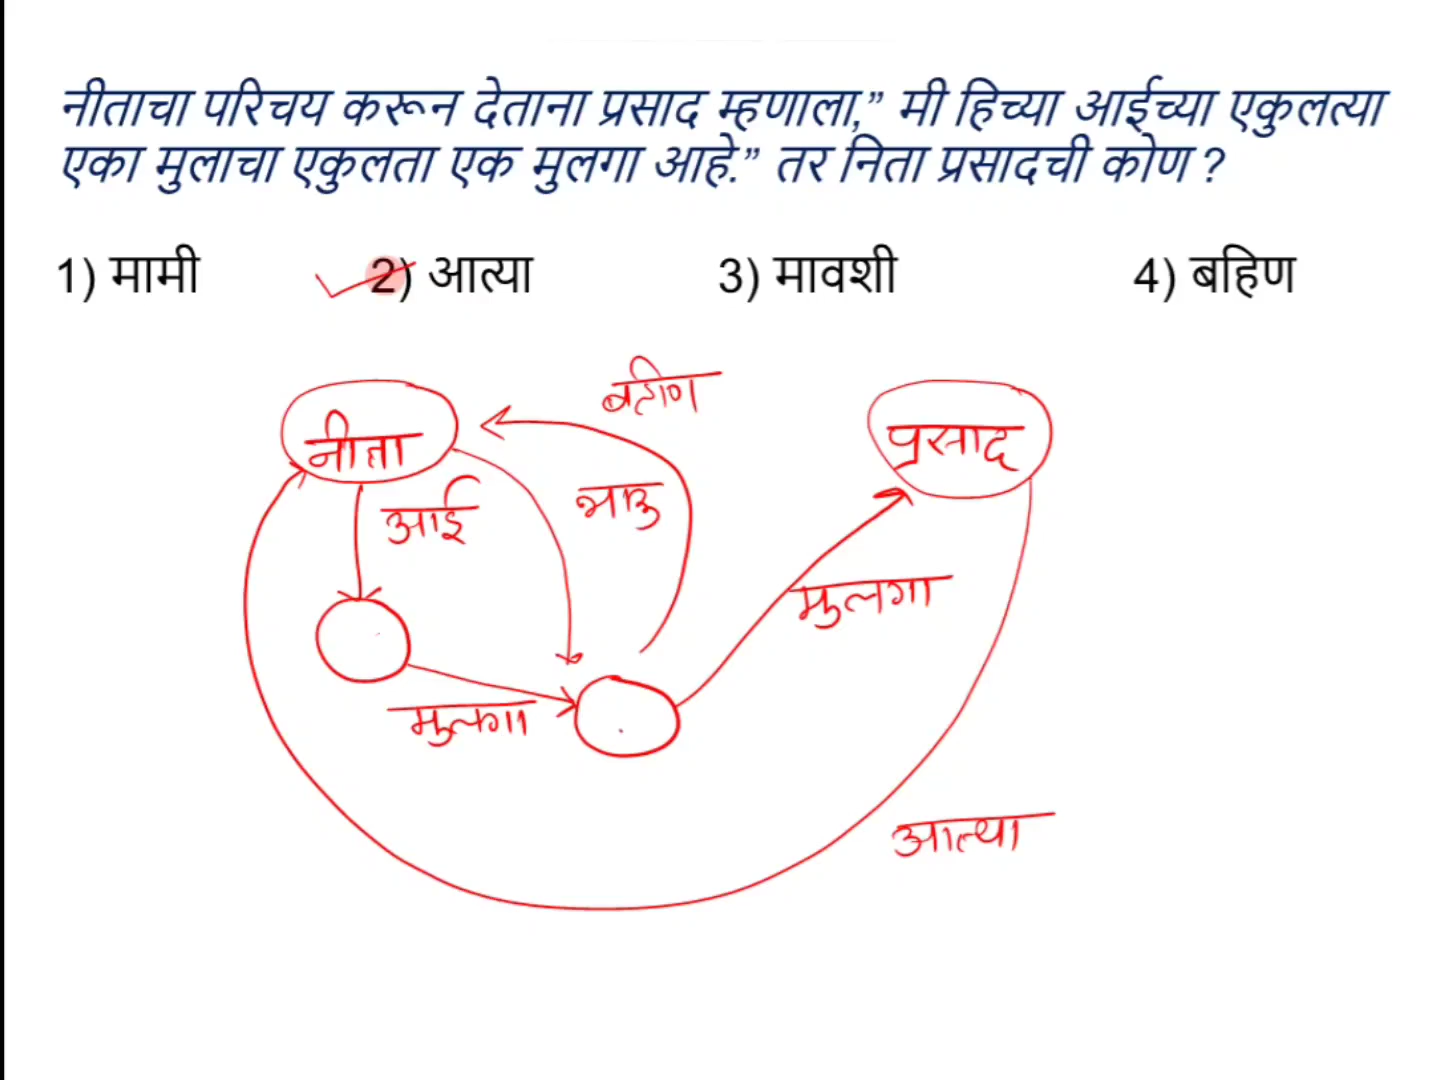 नीताचा परिचय करून देताना प्रसाद म्हणाला,” मी हिच्या आईच्या एकुलत्या
एका मुलाचा एकुलता एक मुलगा आहे.” तर निता प्रसादची कोण ?
1) मामी 2) आत्या 3) मावशी 4) बहिण
बहीण
नीता
प्रसाद
भाऊ
आई
मुलगा
मुलगा
आत्या